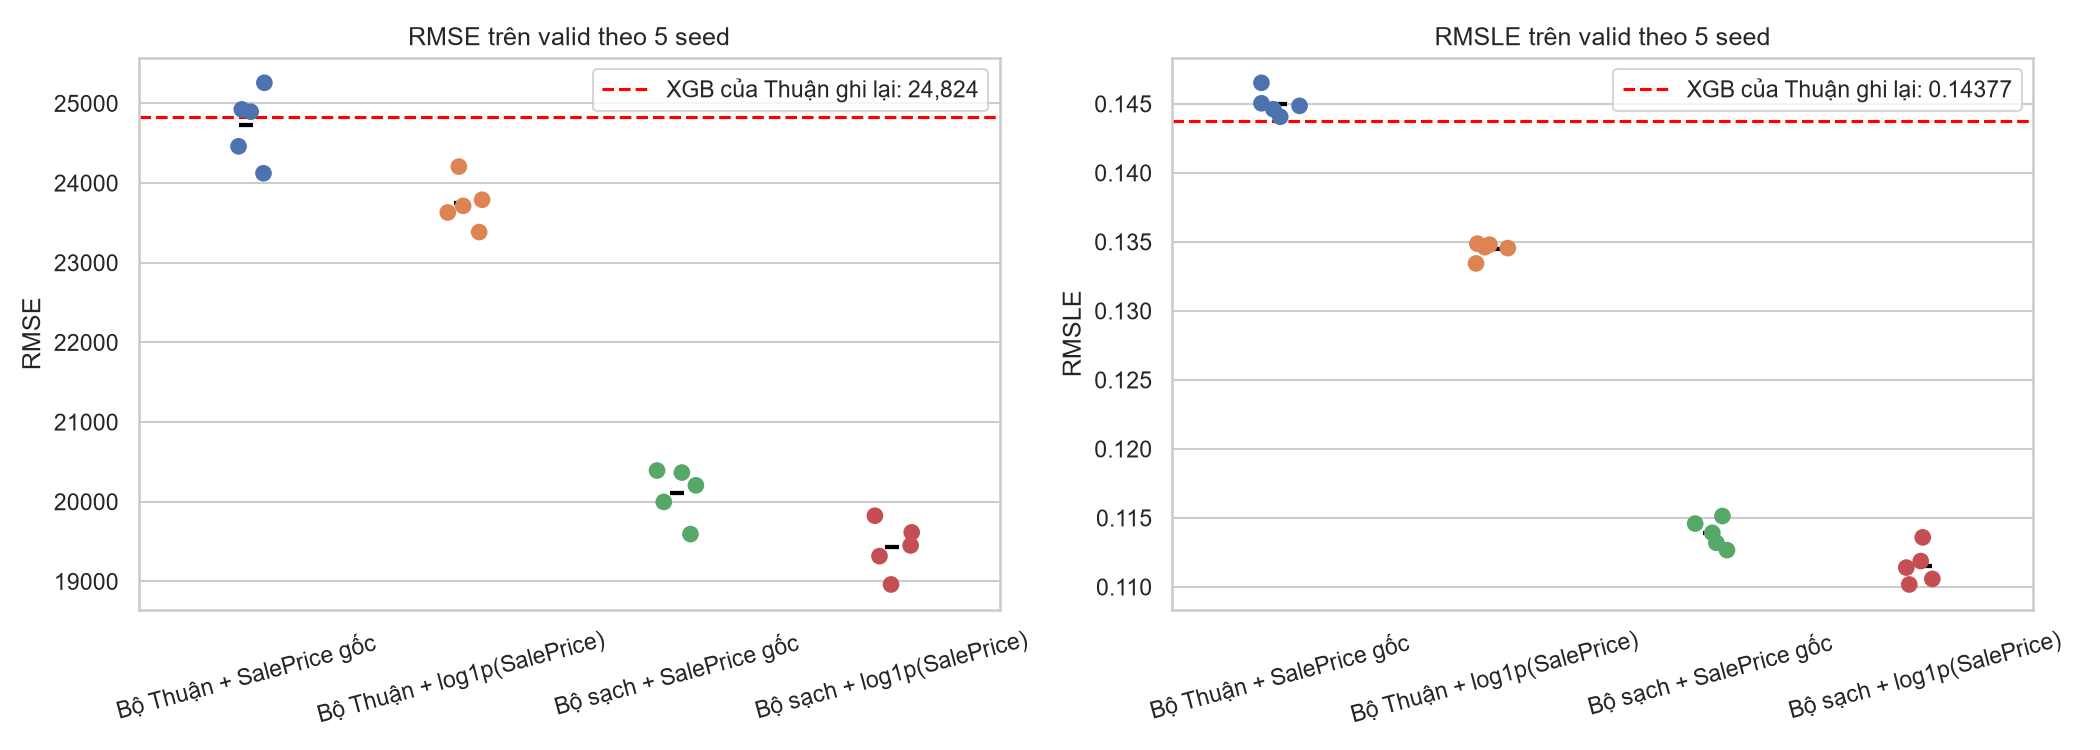 RMSE trên valid theo 5 seed
XGB của Thuận ghi lại: 24,824
RMSE
25000
24000
23000
22000
21000
20000
19000
Bộ Thuận + SalePrice gốc
Bộ Thuận + log1p(SalePrice)
Bộ sạch + SalePrice gốc
Bộ sạch + log1p(SalePrice)
RMSLE trên valid theo 5 seed
XGB của Thuận ghi lại: 0.14377
RMSLE
0.145
0.140
0.135
0.130
0.125
0.120
0.115
0.110
Bộ Thuận + SalePrice gốc
Bộ Thuận + log1p(SalePrice)
Bộ sạch + SalePrice gốc
Bộ sạch + log1p(SalePrice)